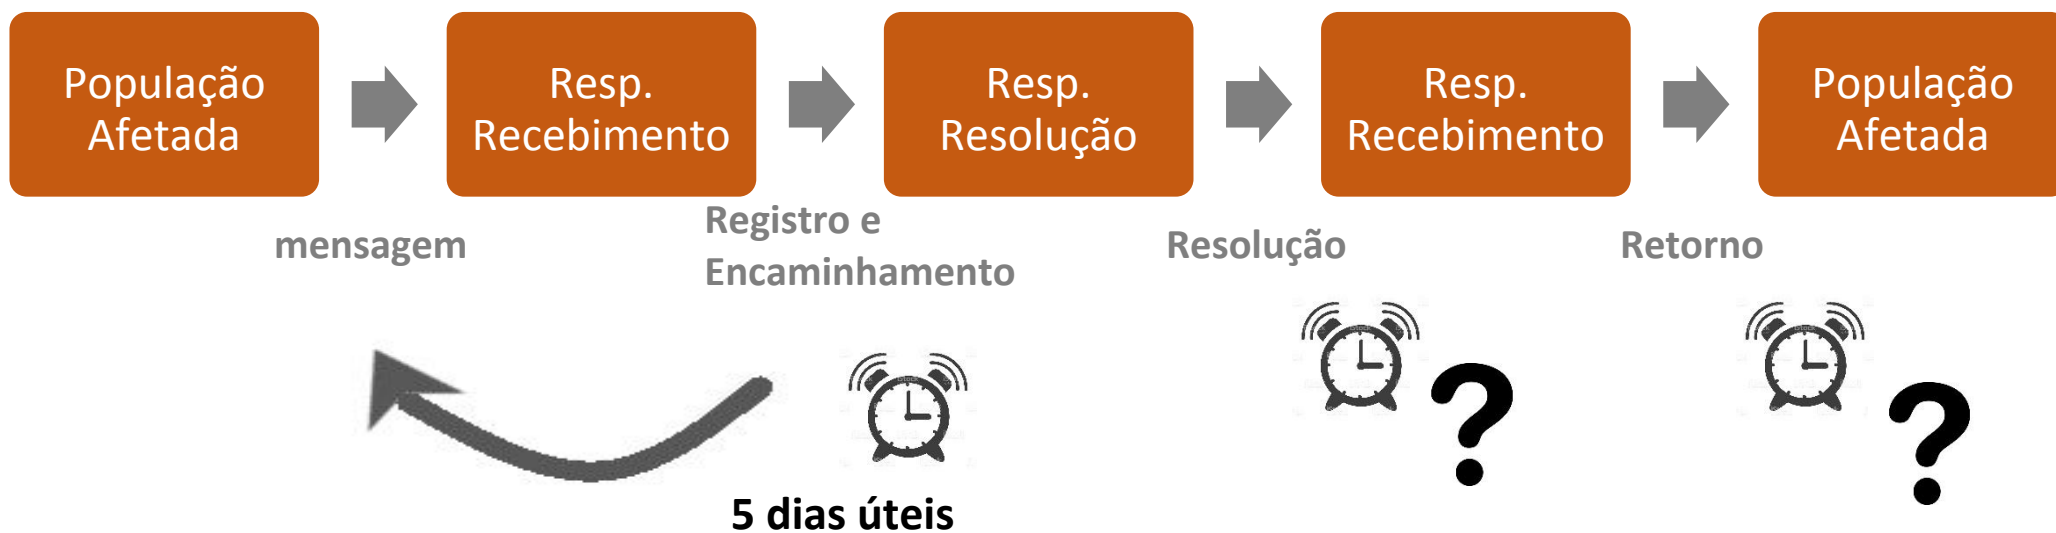 População
Afetada
Resp.
Recebimento
Resp.
Resolução
Resp.
Recebimento
População
Afetada
mensagem
Registro e
Encaminhamento
Resolução
Retorno
?
?
5 dias úteis